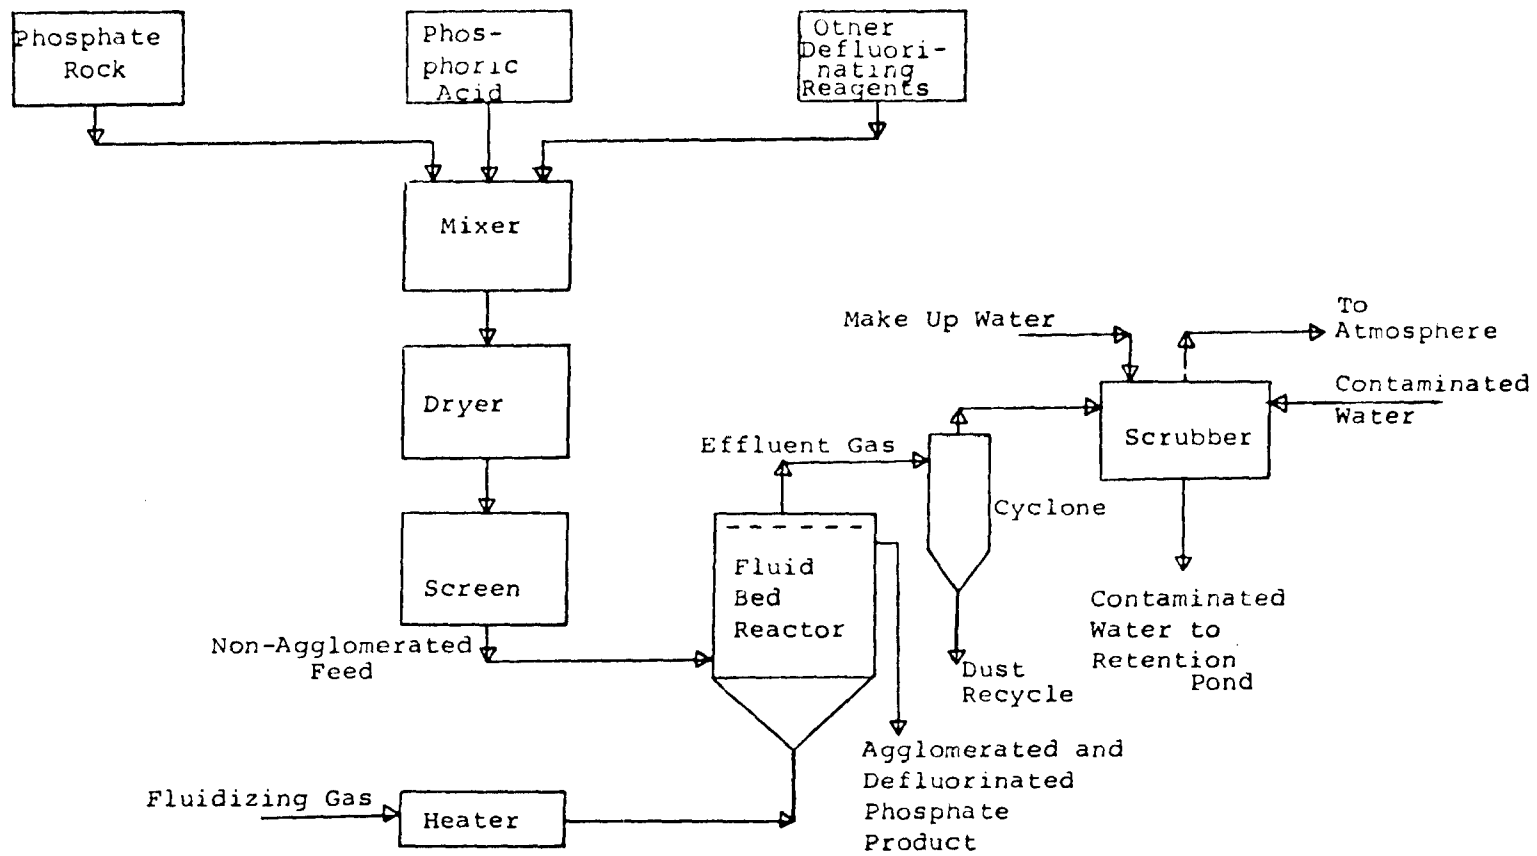 Phosphate
Rock
Phos-
phoric
Acid
Otner
Defluori-
nating
Reagents
Mixer
Make Up Water
To
Atmosphere
Dryer
Contaminated
Water
Scrubber
Effluent Gas
Cyclone
Screen
Fluid
Bed
Reactor
Non-Agglomerated
Feed
Contaminated
Water to
Retention
Pond
Dust
Recycle
Agglomerated and
Defluorinated
Phosphate
Product
Fluidizing Gas
Heater